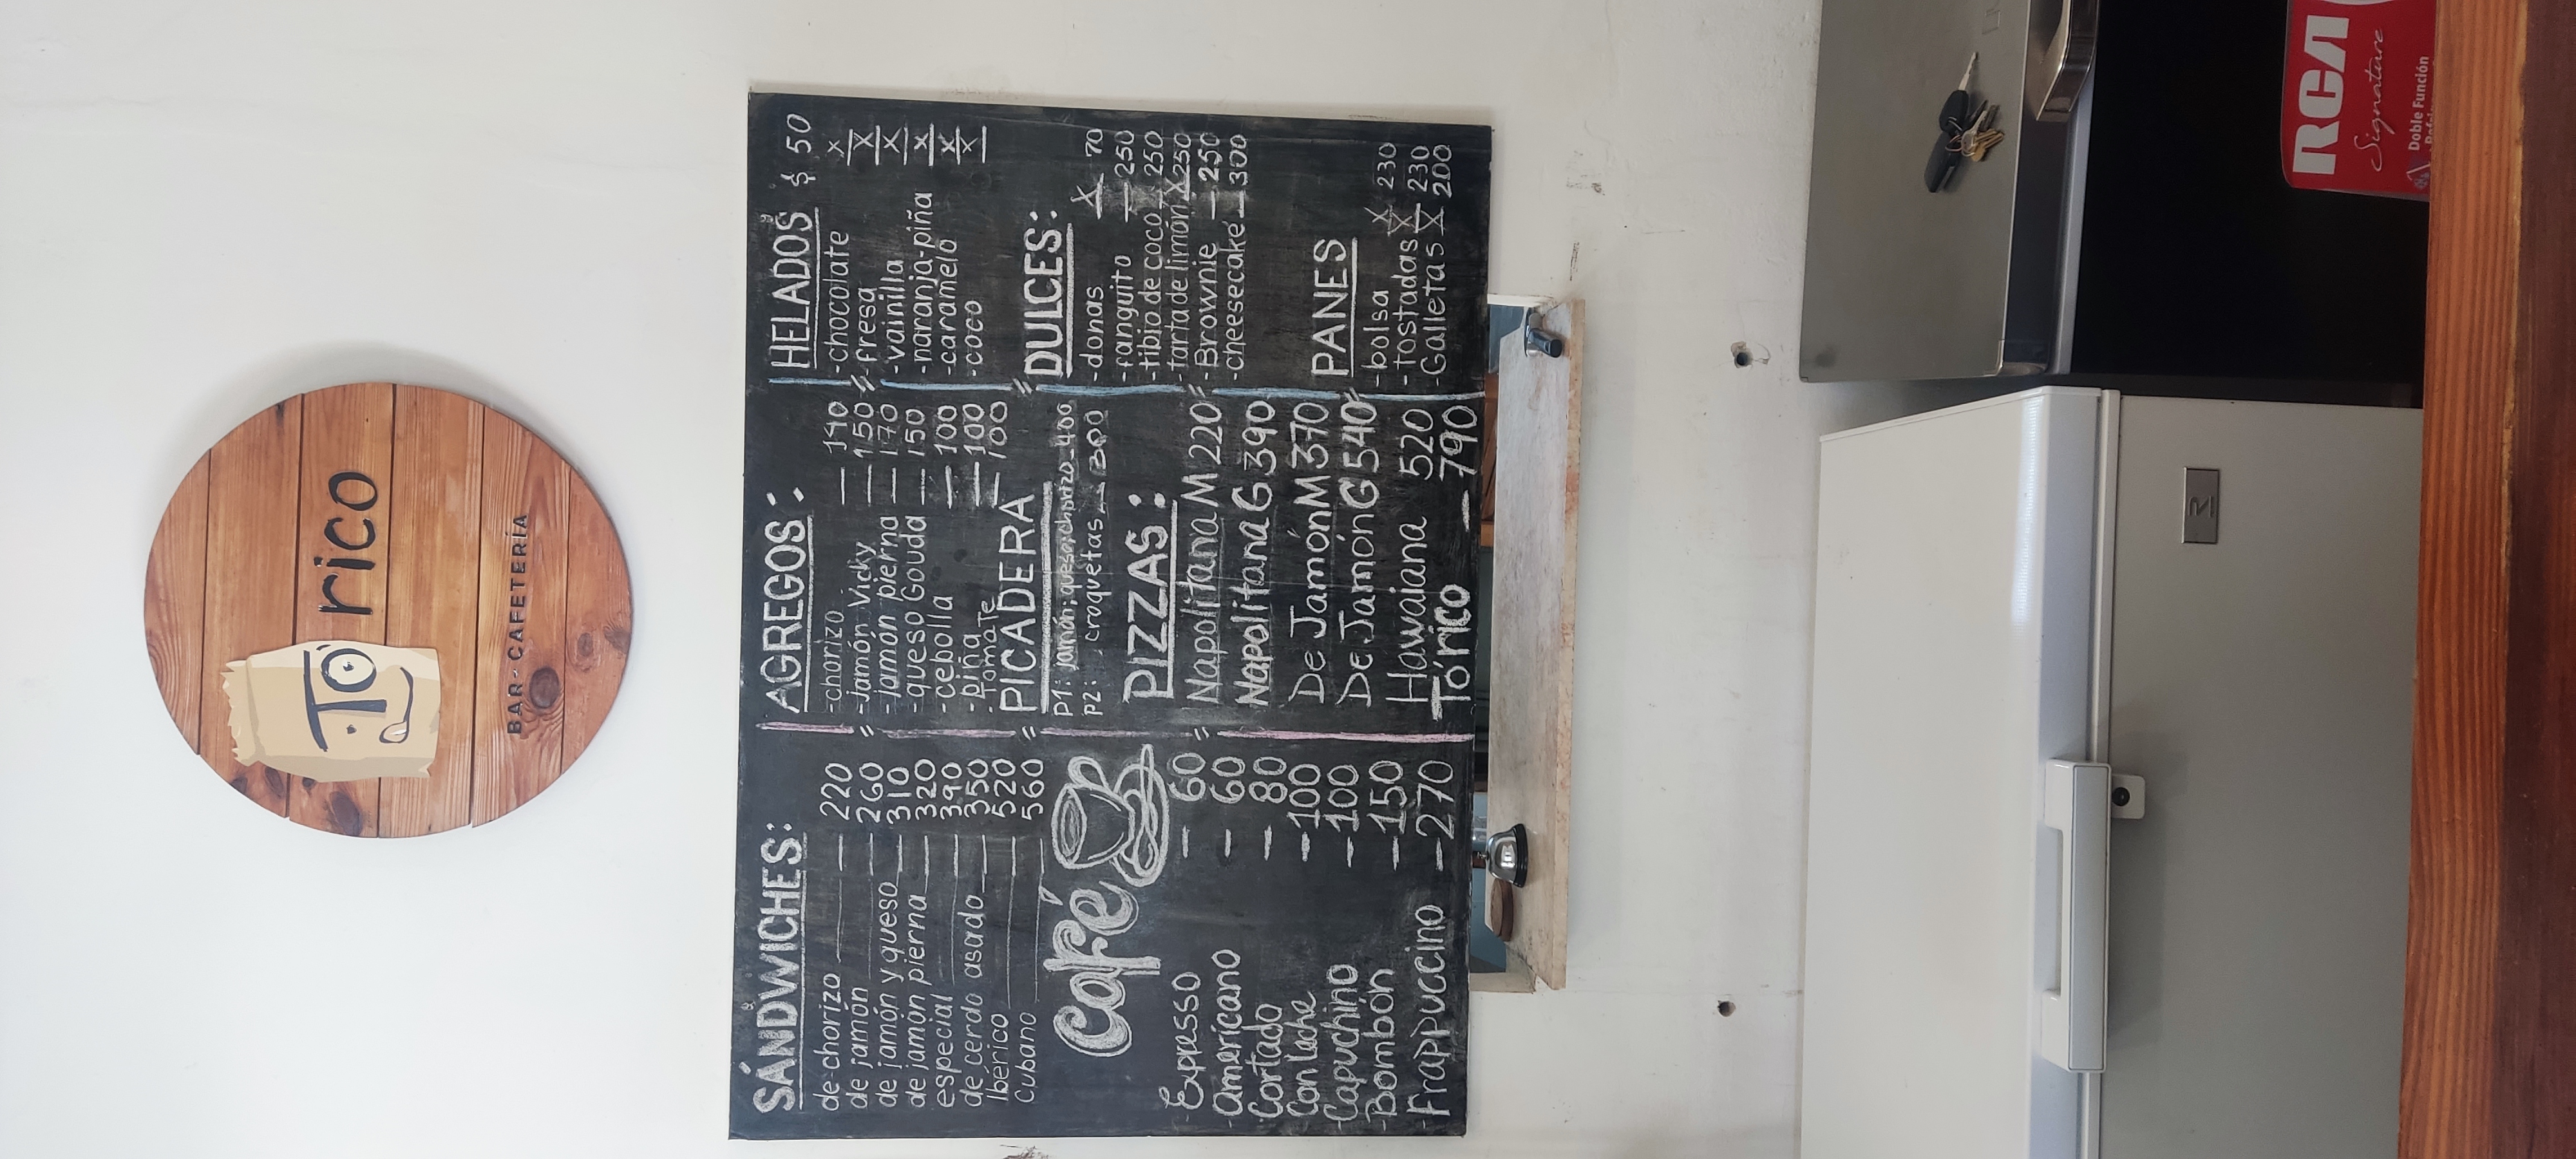 To' rico
BAR-CAFETERÍA
SÁNDWICHES:
de chorizo — 220
de jamón — 260
de jamón y queso — 310
de jamón pierna — 320
especial — 390
de cerdo asado — 350
Ibérico — 520
Cubano — 560
café
Expresso — 60
-Americano — 60
Cortado — 80
Con leche — 100
-Capuchino — 100
-Bombón — 150
-Frappuccino — 270
AGREGOS:
-chorizo — 140
-Jamón Vicky — 150
-jamón pierna — 170
-queso Gouda — 150
-cebolla — 100
-piña — 100
-Tomate — 100
PICADERA
P1: jamón; queso; chorizo — 400
P2: croquetas — 300
PIZZAS:
Napolitana M 220
Napolitana G 390
De Jamón M 370
De Jamón G 540
Hawaiana 520
To'rico — 790
HELADOS $ 50
-chocolate X
-fresa X
-vainilla X
-naranja-piña X
-caramelo X
-coco X
DULCES:
-donas X 70
-fanguito — 250
-tibio de coco — 250
-tarta de limón X 250
-Brownie — 250
-cheesecake — 300
PANES
-bolsa X 230
-tostadas X 230
-Galletas X 200
RCA
Signature
Doble Función